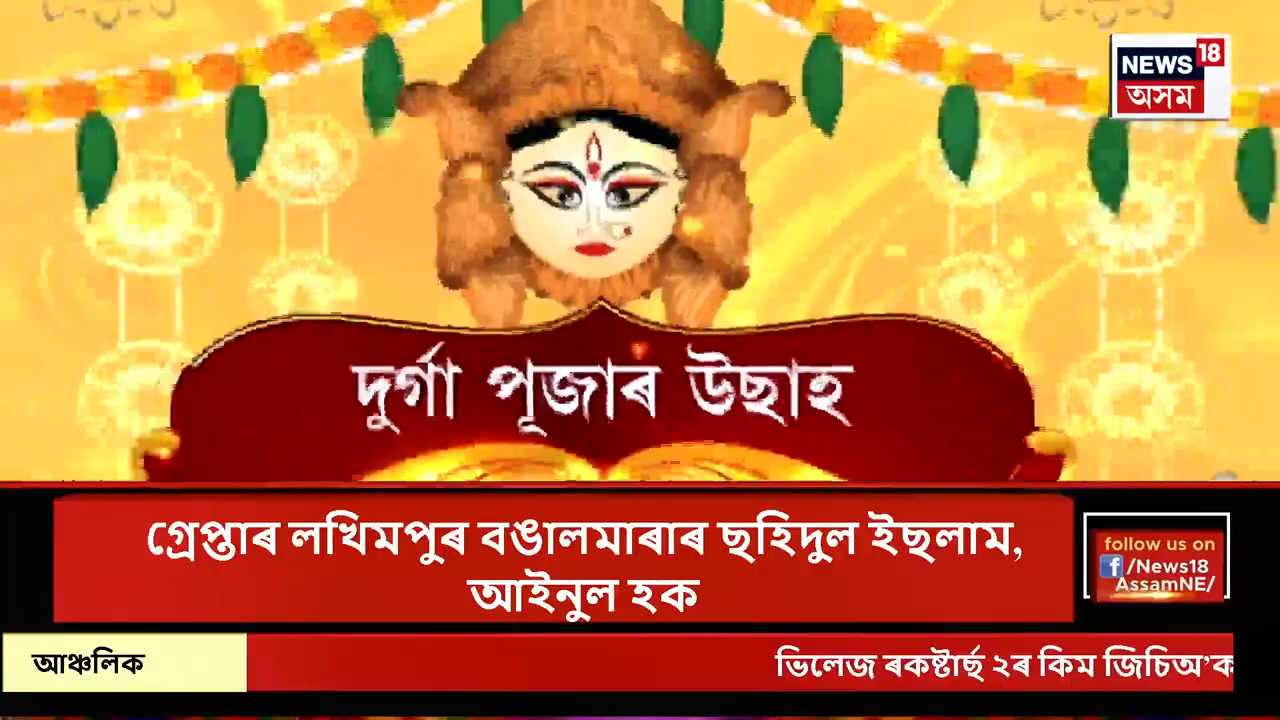 NEWS 18
অসম
দুৰ্গা পূজাৰ উছাহ
গ্ৰেপ্তাৰ লখিমপুৰ বঙালমাৰাৰ ছহিদুল ইছলাম,
আইনুল হক
follow us on
/News18
AssamNE/
আঞ্চলিক
ভিলেজ ৰকষ্টাৰ্ছ ২ৰ কিম জিচিঅ'ক